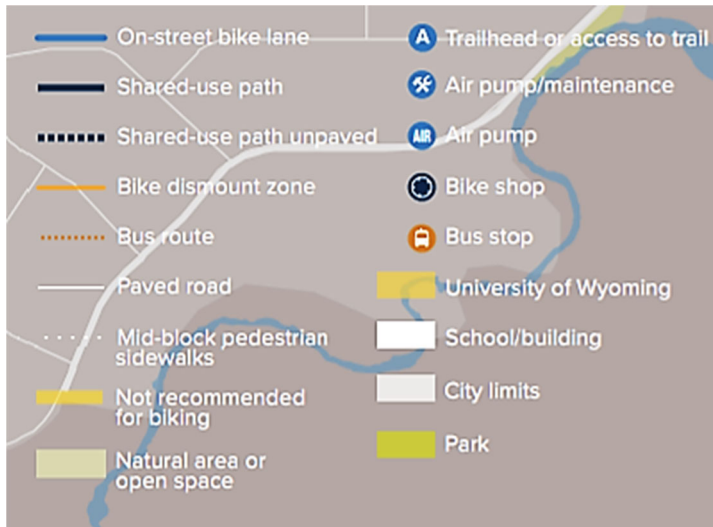 On-street bike lane
Shared-use path
Shared-use path unpaved
Bike dismount zone
Bus route
Paved road
Mid-block pedestrian
sidewalks
Not recommended
for biking
Natural area or
open space
A Trailhead or access to trail
Air pump/maintenance
AIR Air pump
Bike shop
Bus stop
University of Wyoming
School/building
City limits
Park